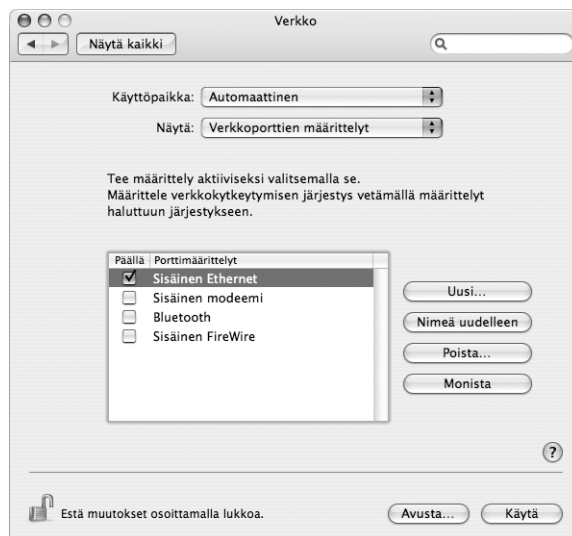 Verkko
Näytä kaikki
Käyttöpaikka: Automaattinen
Näytä: Verkkoporttien määrittelyt
Tee määrittely aktiiviseksi valitsemalla se.
Määrittele verkkokytkeytymisen järjestys vetämällä määrittelyt
haluttuun järjestykseen.
Päällä Porttimäärittelyt
Sisäinen Ethernet
Sisäinen modeemi
Bluetooth
Sisäinen FireWire
Uusi...
Nimeä uudelleen
Poista...
Monista
?
Estä muutokset osoittamalla lukkoa.
Avusta... Käytä